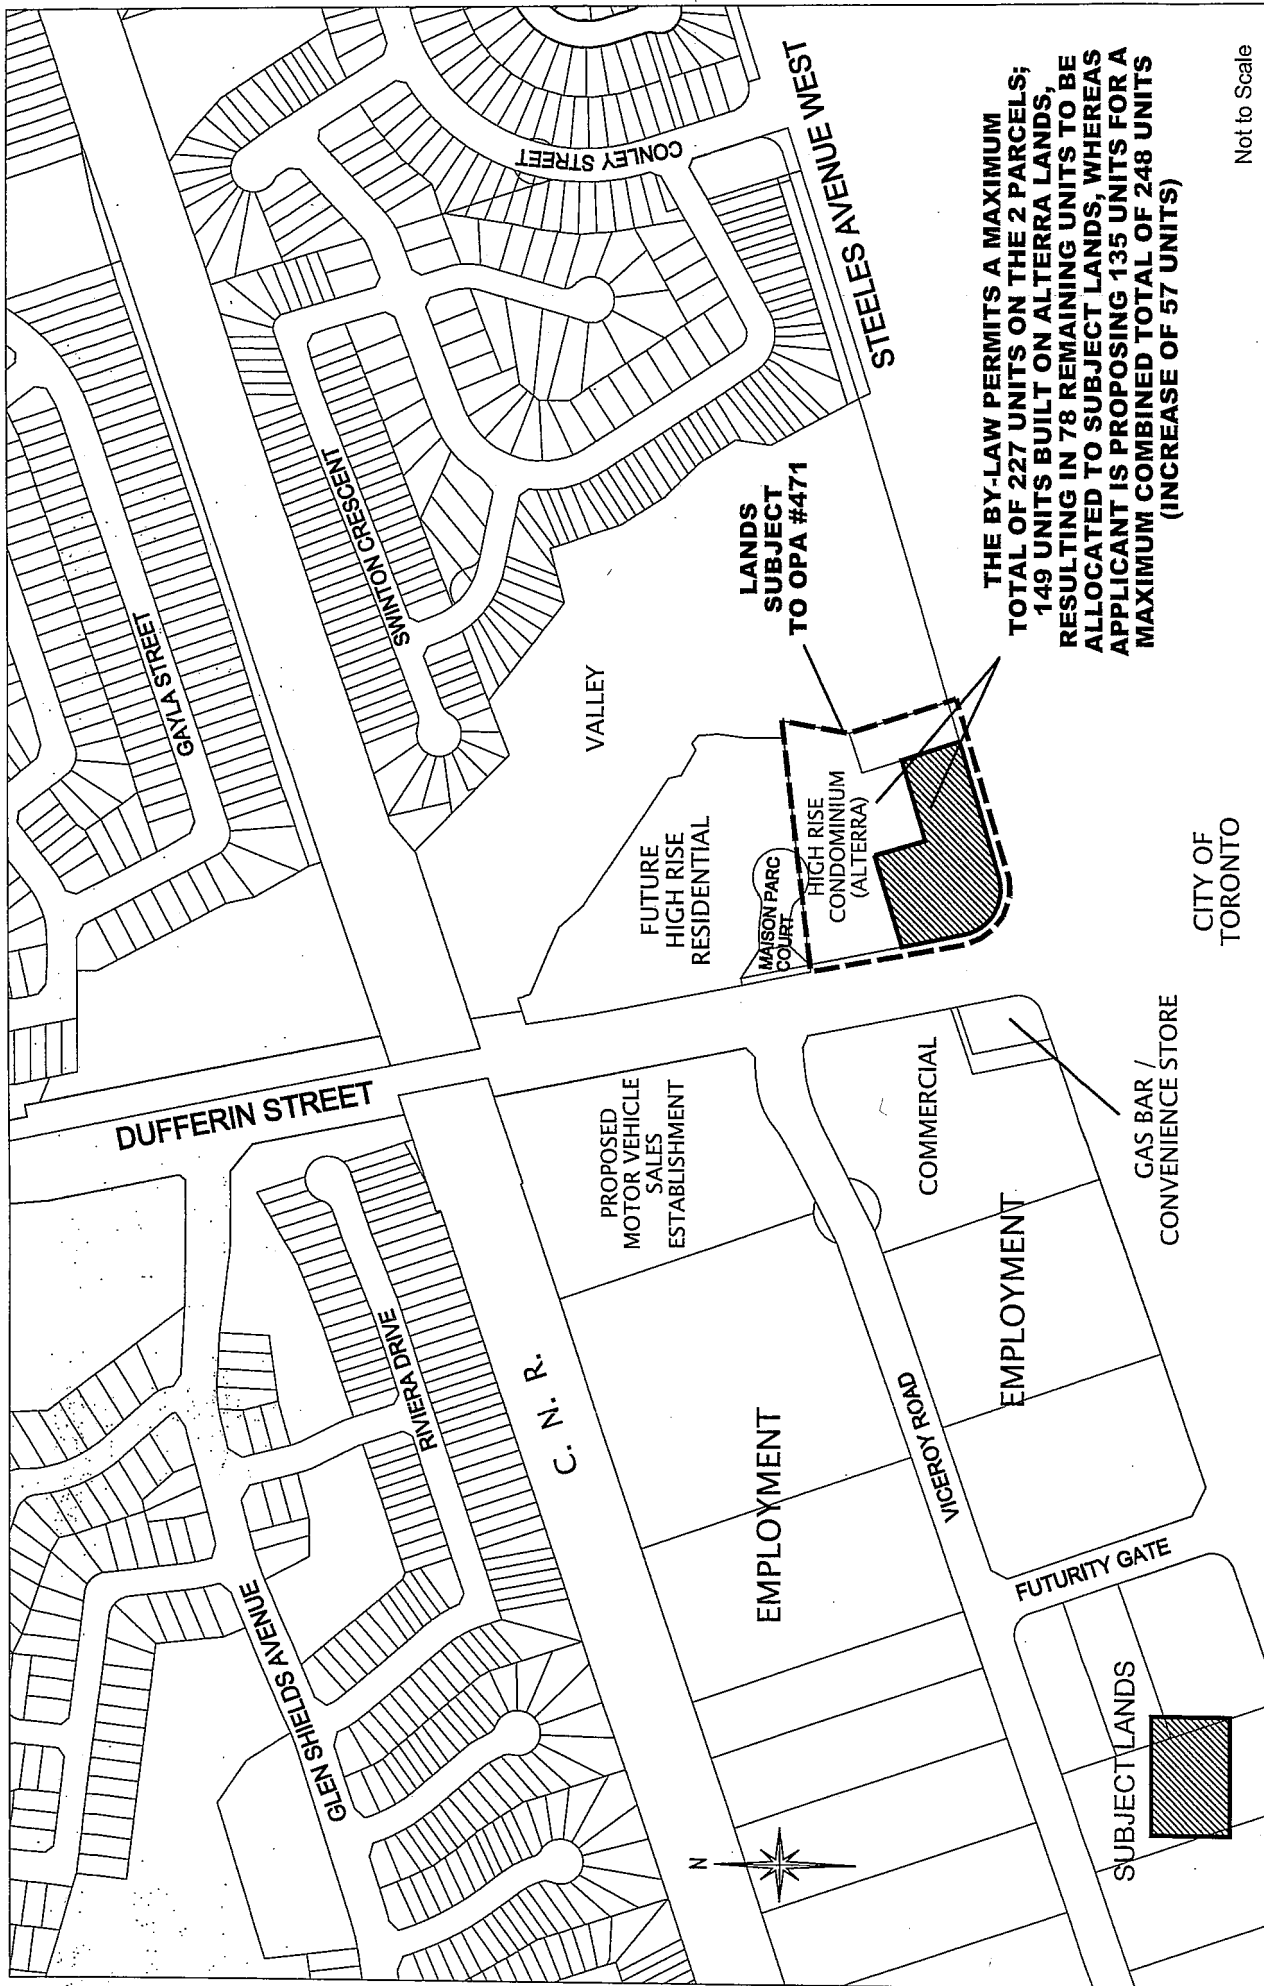 GAYLA STREET
SWINTON CRESCENT
CONLEY STREET
STEELES AVENUE WEST
DUFFERIN STREET
GLEN SHIELDS AVENUE
RIVIERA DRIVE
C. N. R.
VALLEY
FUTURE
HIGH RISE
RESIDENTIAL
MAISON PARC
COURT
HIGH RISE
CONDOMINIUM
(ALTERRA)
LANDS
SUBJECT
TO OPA #471
THE BY-LAW PERMITS A MAXIMUM
TOTAL OF 227 UNITS ON THE 2 PARCELS;
149 UNITS BUILT ON ALTERRA LANDS,
RESULTING IN 78 REMAINING UNITS TO BE
ALLOCATED TO SUBJECT LANDS, WHEREAS
APPLICANT IS PROPOSING 135 UNITS FOR A
MAXIMUM COMBINED TOTAL OF 248 UNITS
(INCREASE OF 57 UNITS)
PROPOSED
MOTOR VEHICLE
SALES
ESTABLISHMENT
COMMERCIAL
EMPLOYMENT
EMPLOYMENT
VICEROY ROAD
FUTURITY GATE
GAS BAR /
CONVENIENCE STORE
CITY OF
TORONTO
N
SUBJECT LANDS
Not to Scale